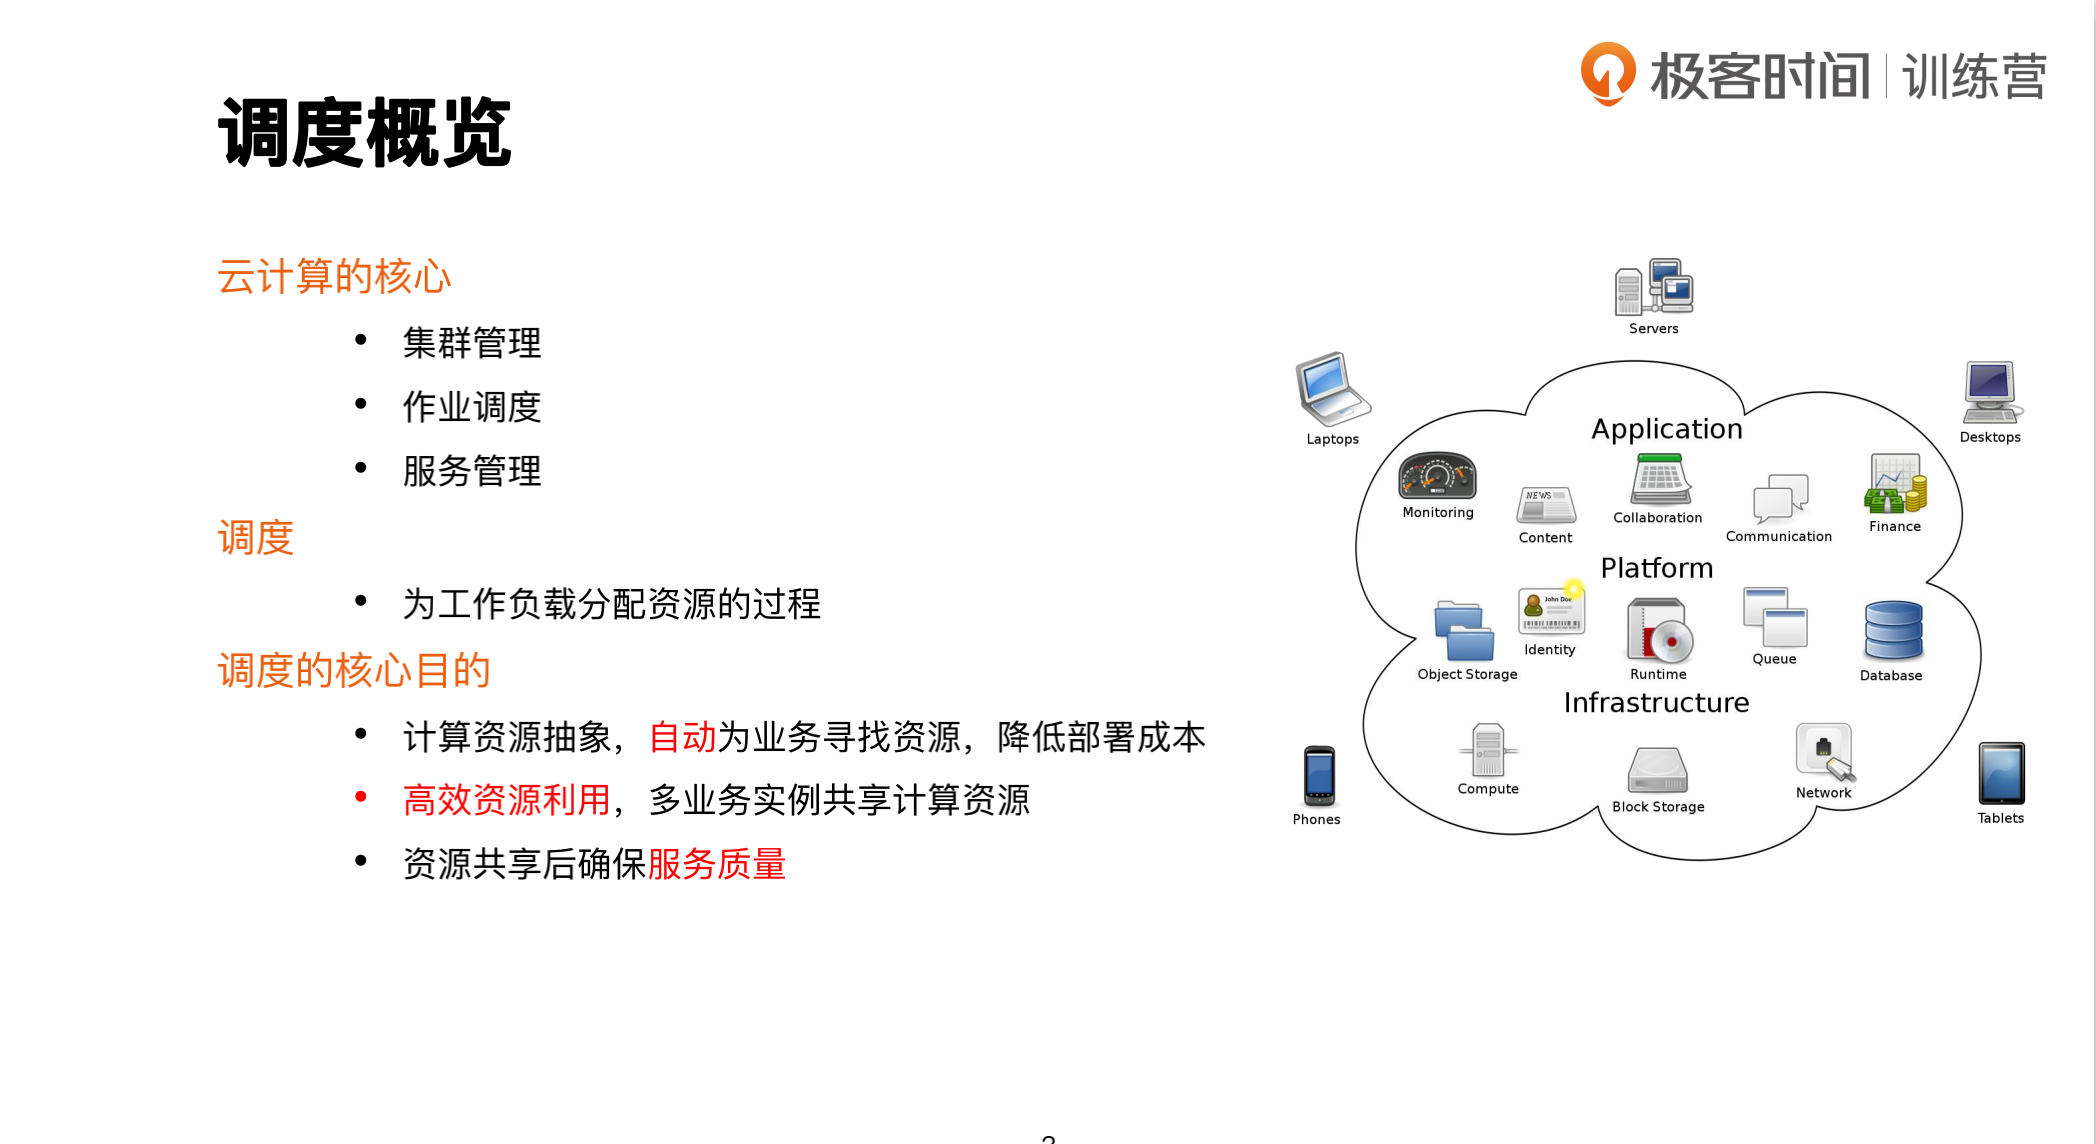 极客时间 | 训练营
调度概览
云计算的核心
• 集群管理
• 作业调度
• 服务管理
调度
• 为工作负载分配资源的过程
调度的核心目的
• 计算资源抽象，自动为业务寻找资源，降低部署成本
• 高效资源利用，多业务实例共享计算资源
• 资源共享后确保服务质量
Servers
Laptops
Desktops
Application
Monitoring
NEWS
Content
Collaboration
Communication
Finance
Platform
John Doe
Object Storage
Identity
Runtime
Queue
Database
Infrastructure
Compute
Block Storage
Network
Phones
Tablets